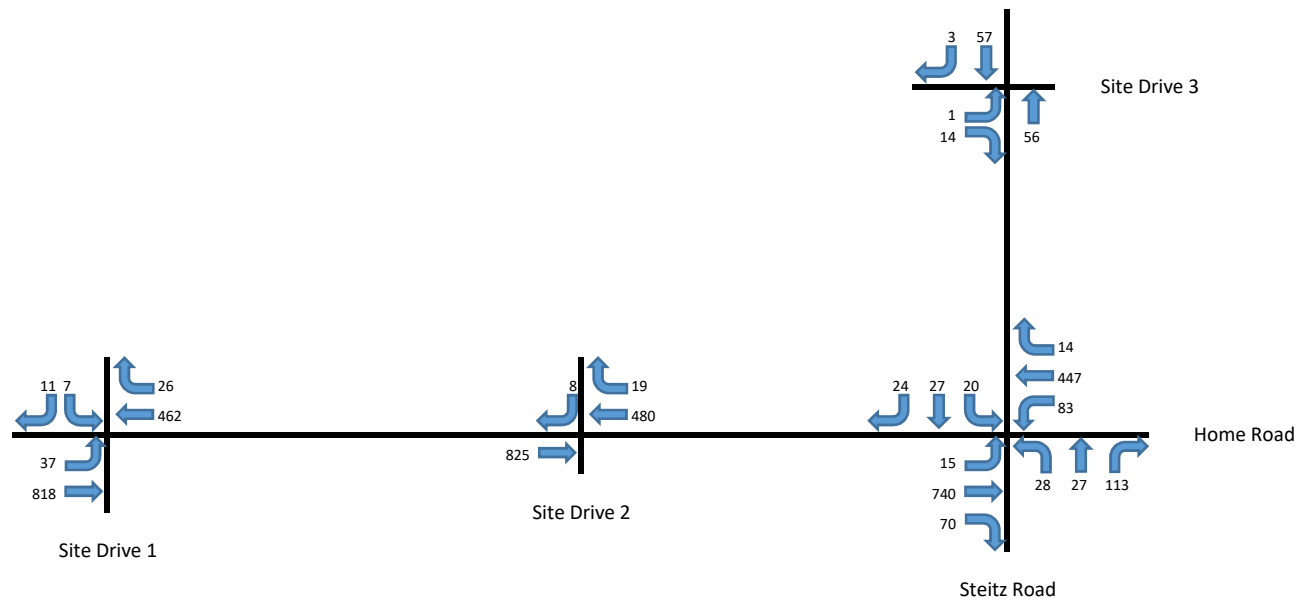 3 57
Site Drive 3
1
14
56
14
447
83
11 7
26
462
8
19
480
24 27 20
Home Road
37
818
825
15
740
70
28 27 113
Site Drive 2
Site Drive 1
Steitz Road